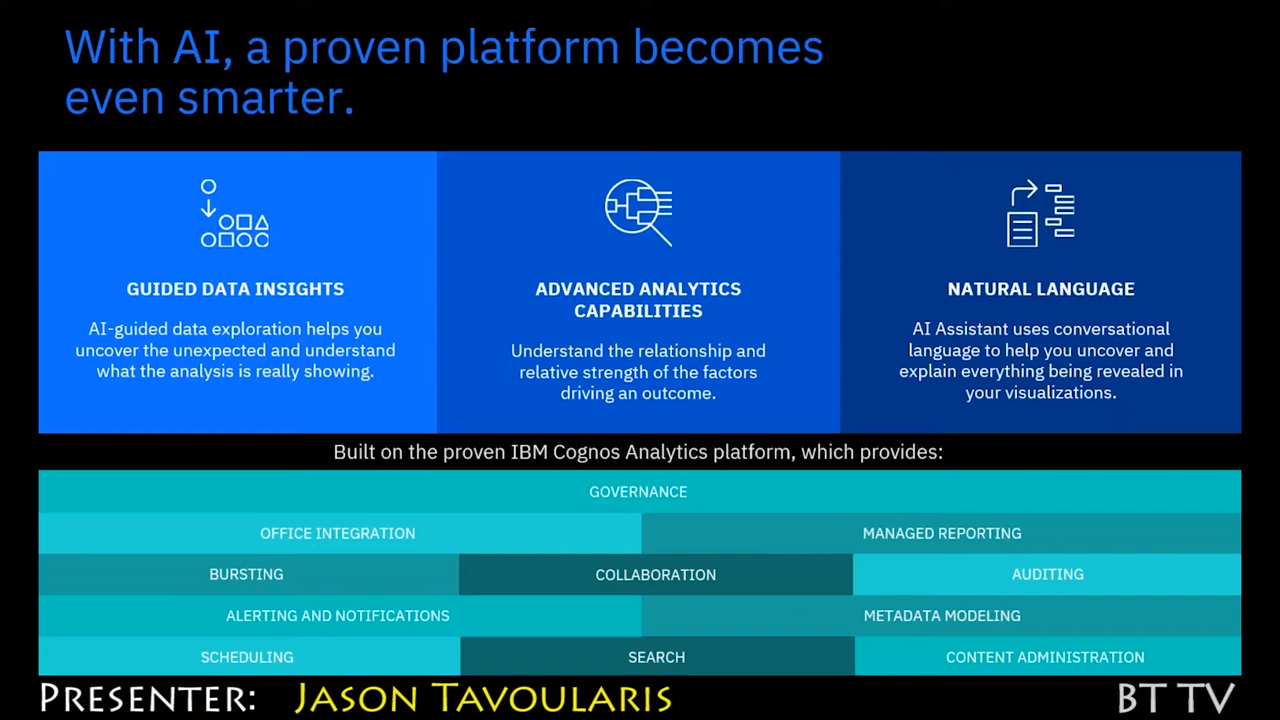 With AI, a proven platform becomes
even smarter.
GUIDED DATA INSIGHTS
AI-guided data exploration helps you
uncover the unexpected and understand
what the analysis is really showing.
ADVANCED ANALYTICS
CAPABILITIES
Understand the relationship and
relative strength of the factors
driving an outcome.
NATURAL LANGUAGE
AI Assistant uses conversational
language to help you uncover and
explain everything being revealed in
your visualizations.
Built on the proven IBM Cognos Analytics platform, which provides:
GOVERNANCE
OFFICE INTEGRATION
MANAGED REPORTING
BURSTING
COLLABORATION
AUDITING
ALERTING AND NOTIFICATIONS
METADATA MODELING
SCHEDULING
SEARCH
CONTENT ADMINISTRATION
PRESENTER: JASON TAVOULARIS
BT TV